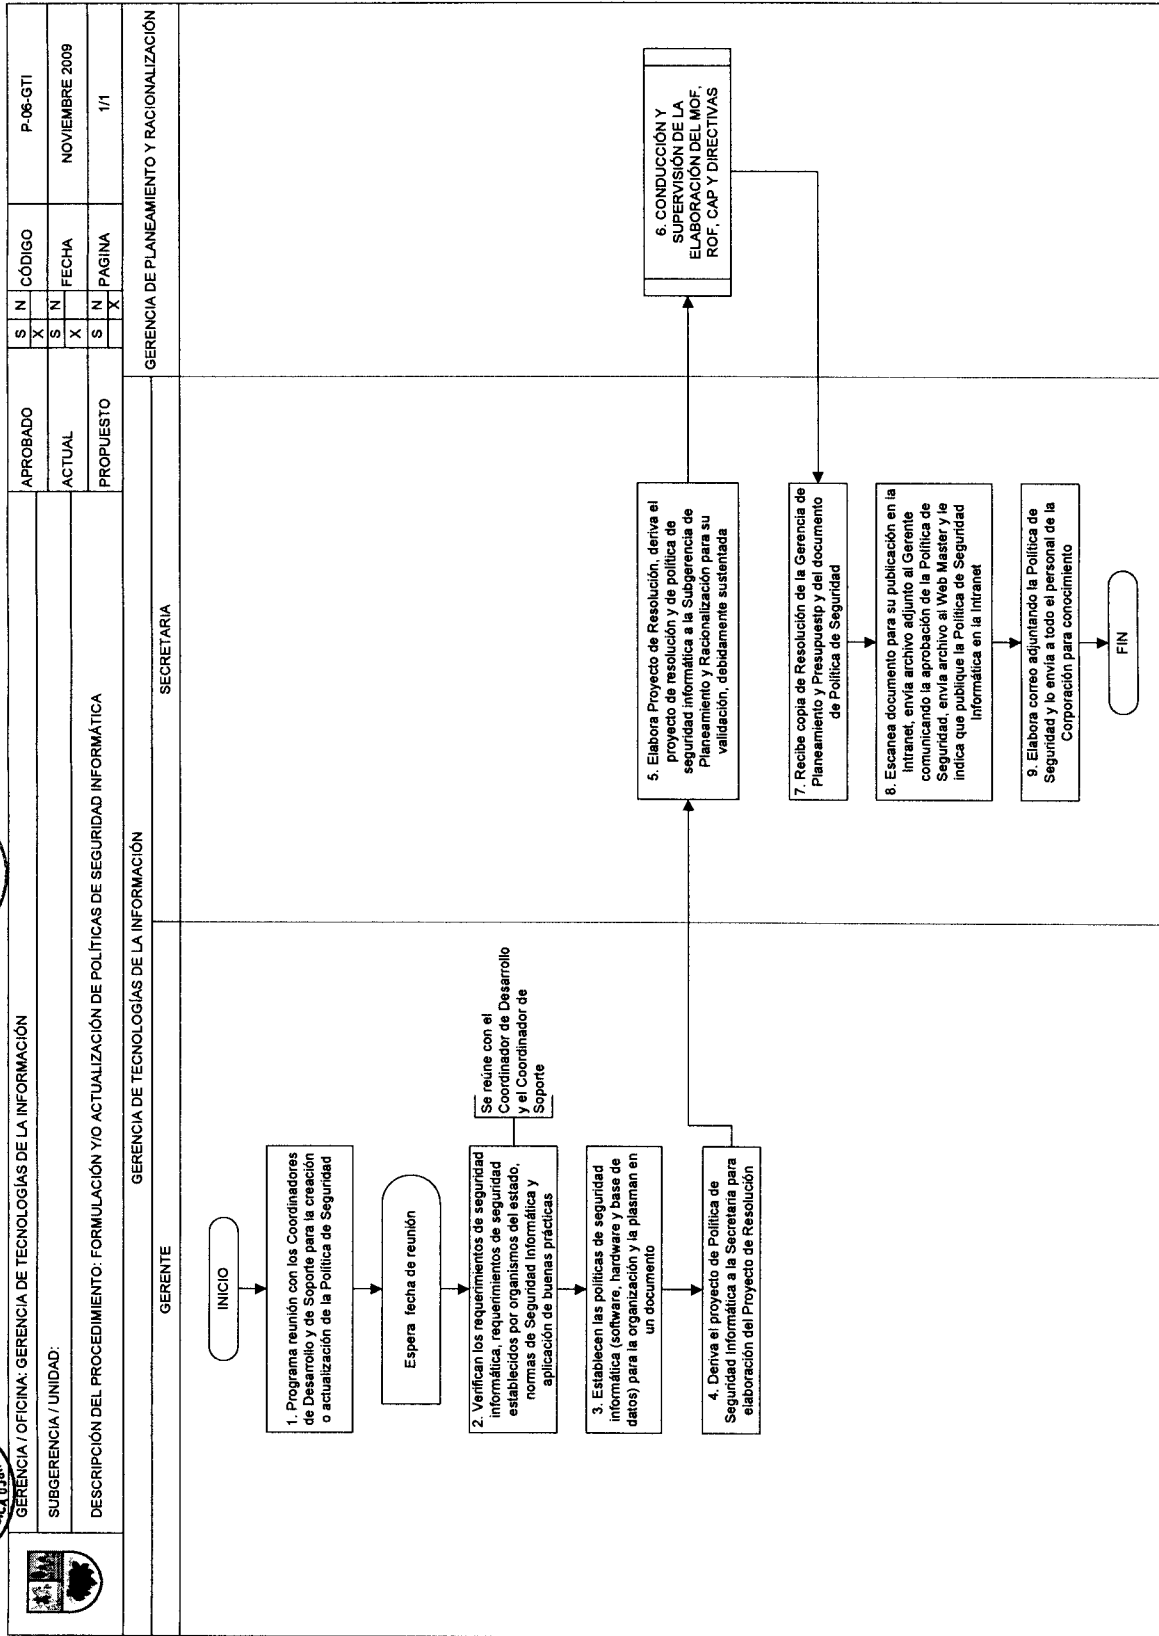 GERENCIA / OFICINA: GERENCIA DE TECNOLOGÍAS DE LA INFORMACIÓN
SUBGERENCIA / UNIDAD:
DESCRIPCIÓN DEL PROCEDIMIENTO: FORMULACIÓN Y/O ACTUALIZACIÓN DE POLÍTICAS DE SEGURIDAD INFORMÁTICA
APROBADO S N
X
CÓDIGO P-06-GTI
ACTUAL S N
X
FECHA NOVIEMBRE 2009
PROPUESTO S N
X
PAGINA 1/1
GERENCIA DE TECNOLOGÍAS DE LA INFORMACIÓN
GERENCIA DE PLANEAMIENTO Y RACIONALIZACIÓN
GERENTE
SECRETARIA
INICIO
1. Programa reunión con los Coordinadores
de Desarrollo y de Soporte para la creación
o actualización de la Política de Seguridad
Espera fecha de reunión
2. Verifican los requerimientos de seguridad
informática, requerimientos de seguridad
establecidos por organismos del estado,
normas de Seguridad Informática y
aplicación de buenas prácticas
Se reúne con el
Coordinador de Desarrollo
y el Coordinador de
Soporte
3. Establecen las políticas de seguridad
informática (software, hardware y base de
datos) para la organización y la plasman en
un documento
4. Deriva el proyecto de Política de
Seguridad Informática a la Secretaria para
elaboración del Proyecto de Resolución
5. Elabora Proyecto de Resolución, deriva el
proyecto de resolución y de política de
seguridad informática a la Subgerencia de
Planeamiento y Racionalización para su
validación, debidamente sustentada
6. CONDUCCIÓN Y
SUPERVISIÓN DE LA
ELABORACIÓN DEL MOF,
ROF, CAP Y DIRECTIVAS
7. Recibe copia de Resolución de la Gerencia de
Planeamiento y Presupuestp y del documento
de Política de Seguridad
8. Escanea documento para su publicación en la
Intranet, envía archivo adjunto al Gerente
comunicando la aprobación de la Política de
Seguridad, envía archivo al Web Master y le
indica que publique la Política de Seguridad
Informática en la Intranet
9. Elabora correo adjuntando la Política de
Seguridad y lo envía a todo el personal de la
Corporación para conocimiento
FIN